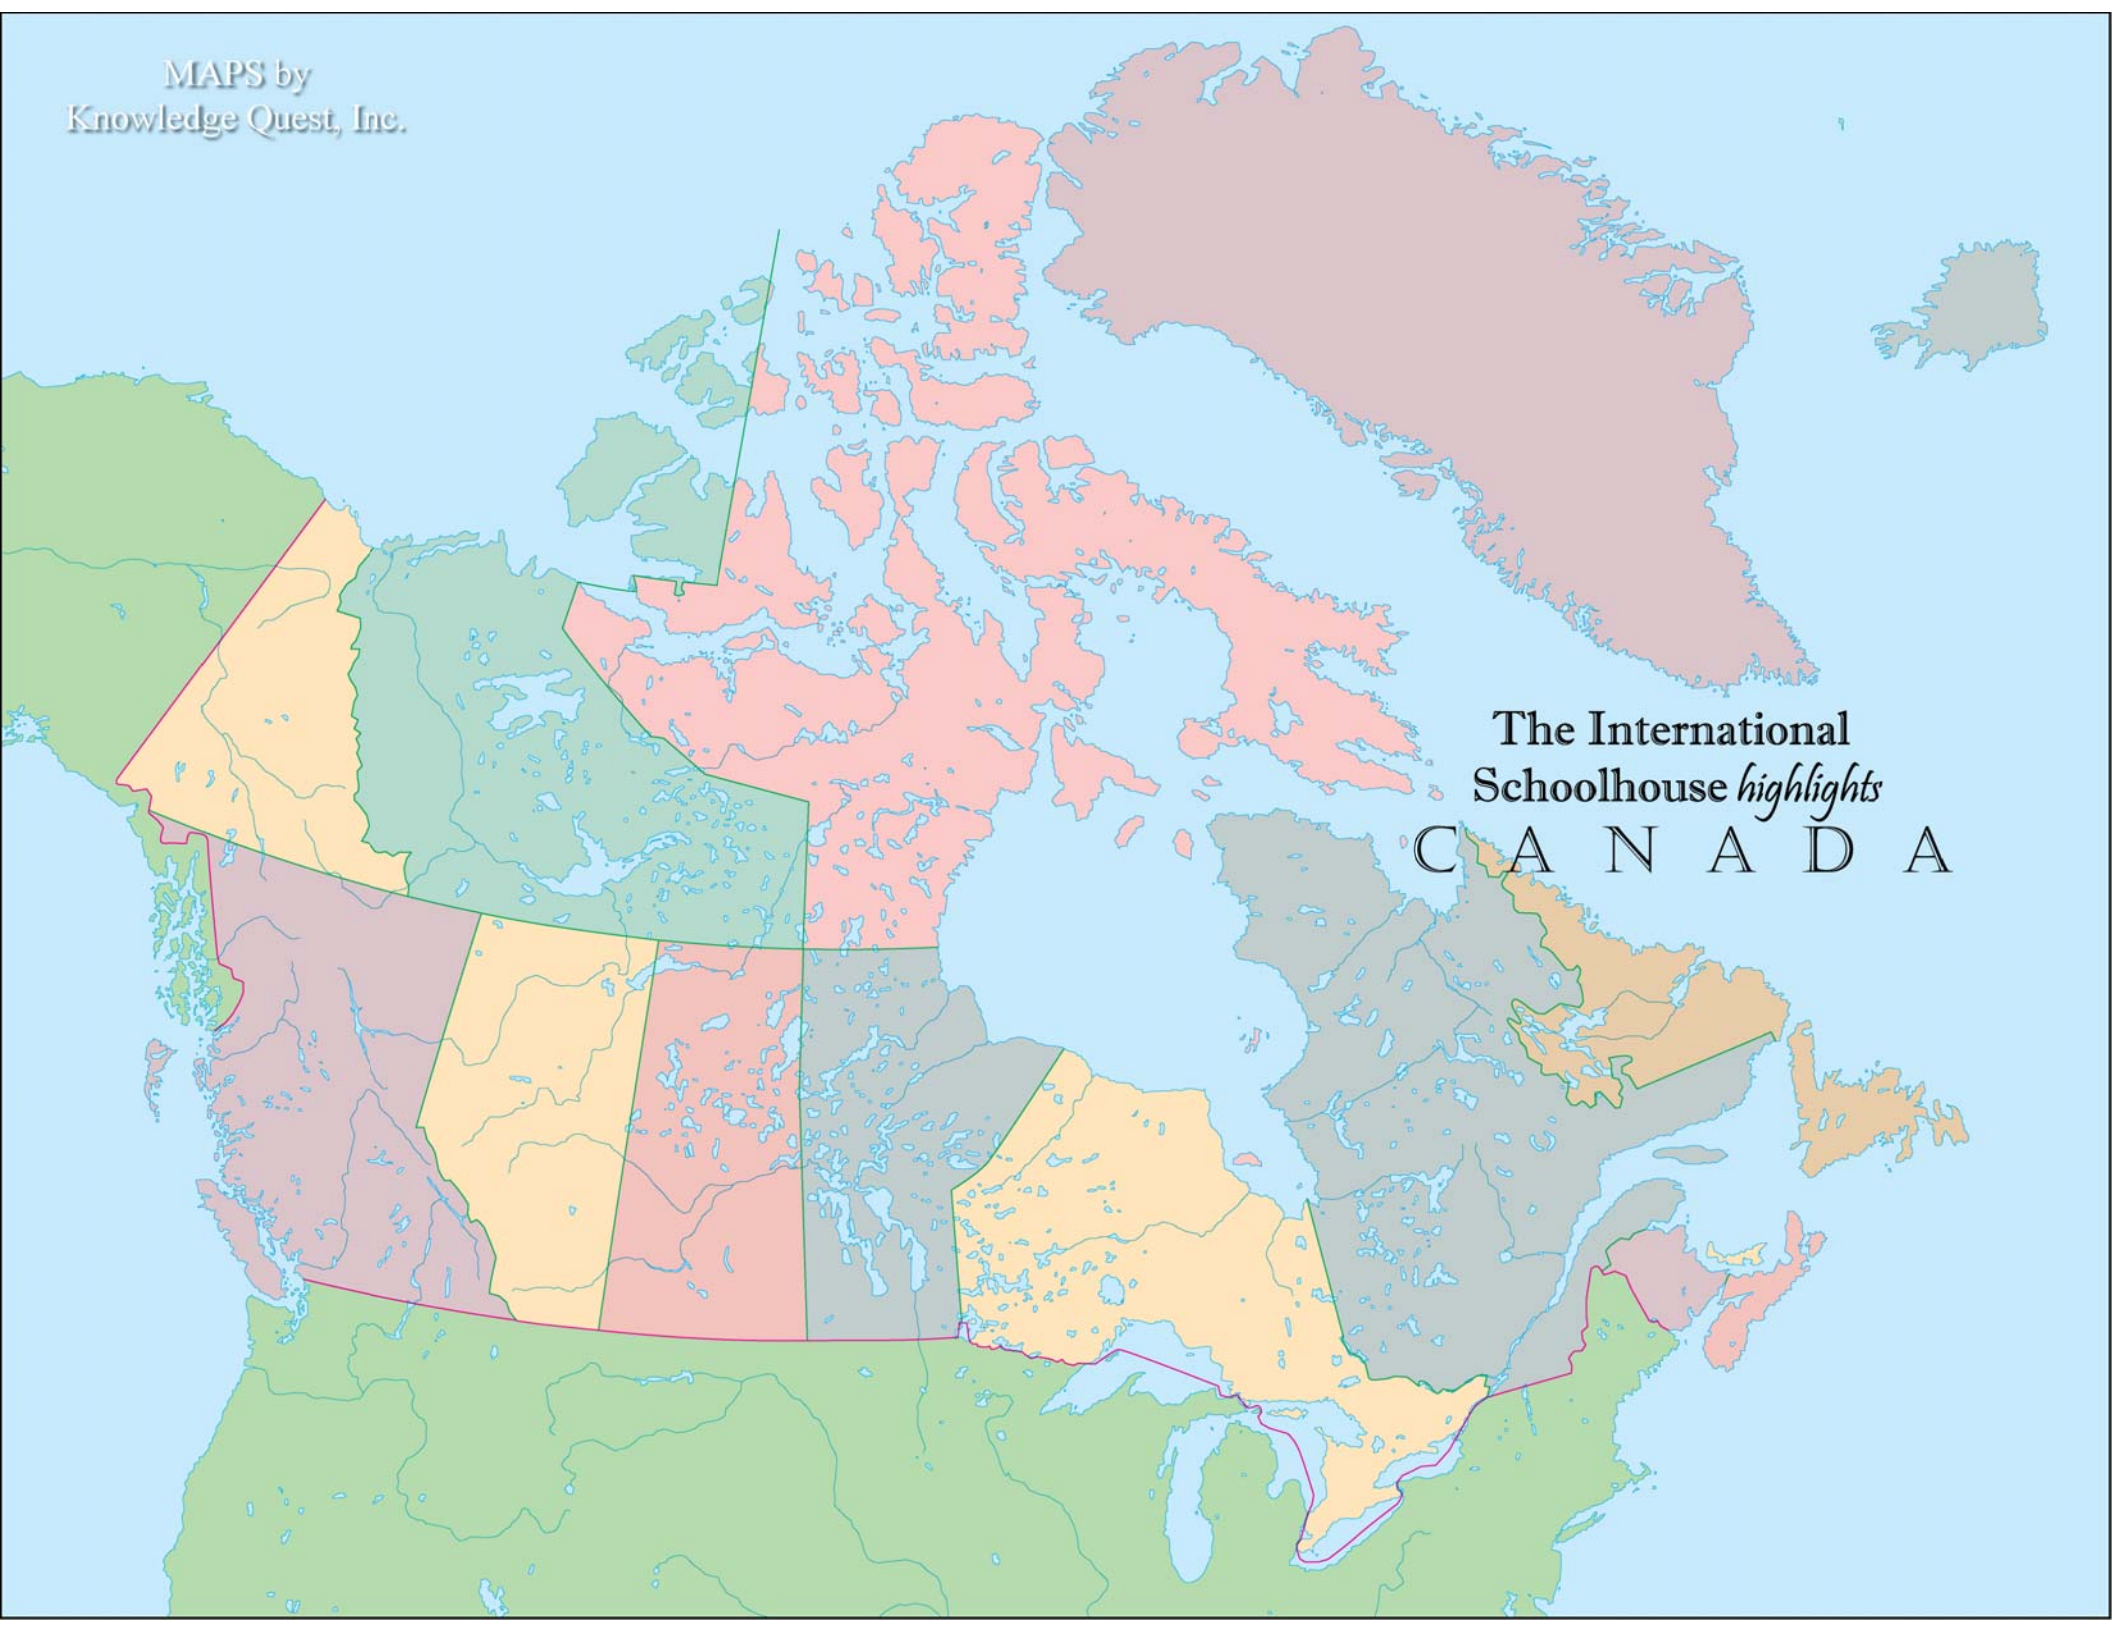 MAPS by
Knowledge Quest, Inc.
The International
Schoolhouse highlights
CANADA